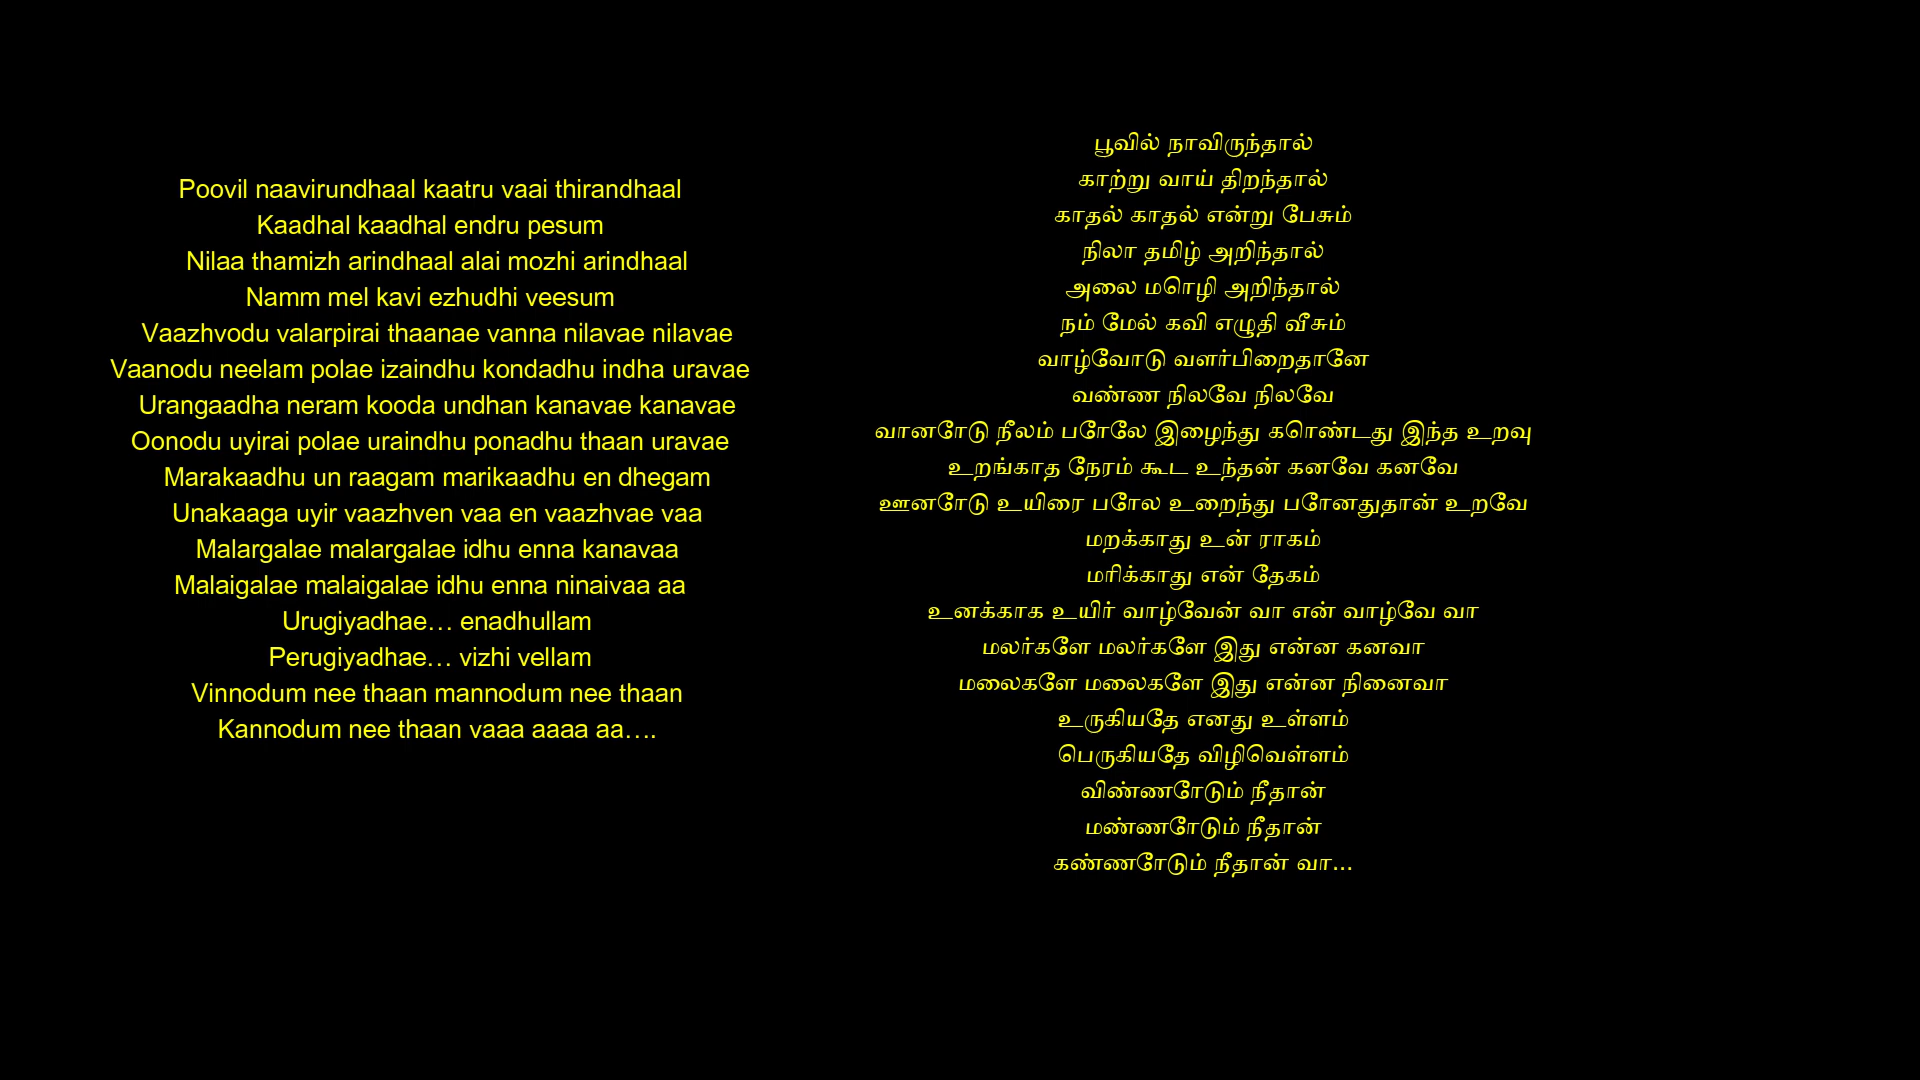 Poovil naavirundhaal kaatru vaai thirandhaal
Kaadhal kaadhal endru pesum
Nilaa thamizh arindhaal alai mozhi arindhaal
Namm mel kavi ezhudhi veesum
Vaazhvodu valarpirai thaanae vanna nilavae nilavae
Vaanodu neelam polae izaindhu kondadhu indha uravae
Urangaadha neram kooda undhan kanavae kanavae
Oonodu uyirai polae uraindhu ponadhu thaan uravae
Marakaadhu un raagam marikaadhu en dhegam
Unakaaga uyir vaazhven vaa en vaazhvae vaa
Malargalae malargalae idhu enna kanavaa
Malaigalae malaigalae idhu enna ninaivaa aa
Urugiyadhae… enadhullam
Perugiyadhae… vizhi vellam
Vinnodum nee thaan mannodum nee thaan
Kannodum nee thaan vaaa aaaa aa….
பூவில் நாவிருந்தால்
காற்று வாய் திறந்தால்
காதல் காதல் என்று பேசும்
நிலா தமிழ் அறிந்தால்
அலை மொழி அறிந்தால்
நம் மேல் கவி எழுதி வீசும்
வாழ்வோடு வளர்பிறைதானே
வண்ண நிலவே நிலவே
வானோடு நீலம் போலே இழைந்து கொண்டது இந்த உறவு
உறங்காத நேரம் கூட உந்தன் கனவே கனவே
ஊனோடு உயிரை போல உறைந்து போனதுதான் உறவே
மறக்காது உன் ராகம்
மரிக்காது என் தேகம்
உனக்காக உயிர் வாழ்வேன் வா என் வாழ்வே வா
மலர்களே மலர்களே இது என்ன கனவா
மலைகளே மலைகளே இது என்ன நினைவா
உருகியதே எனது உள்ளம்
பெருகியதே விழிவெள்ளம்
விண்ணோடும் நீதான்
மண்ணோடும் நீதான்
கண்ணோடும் நீதான் வா...